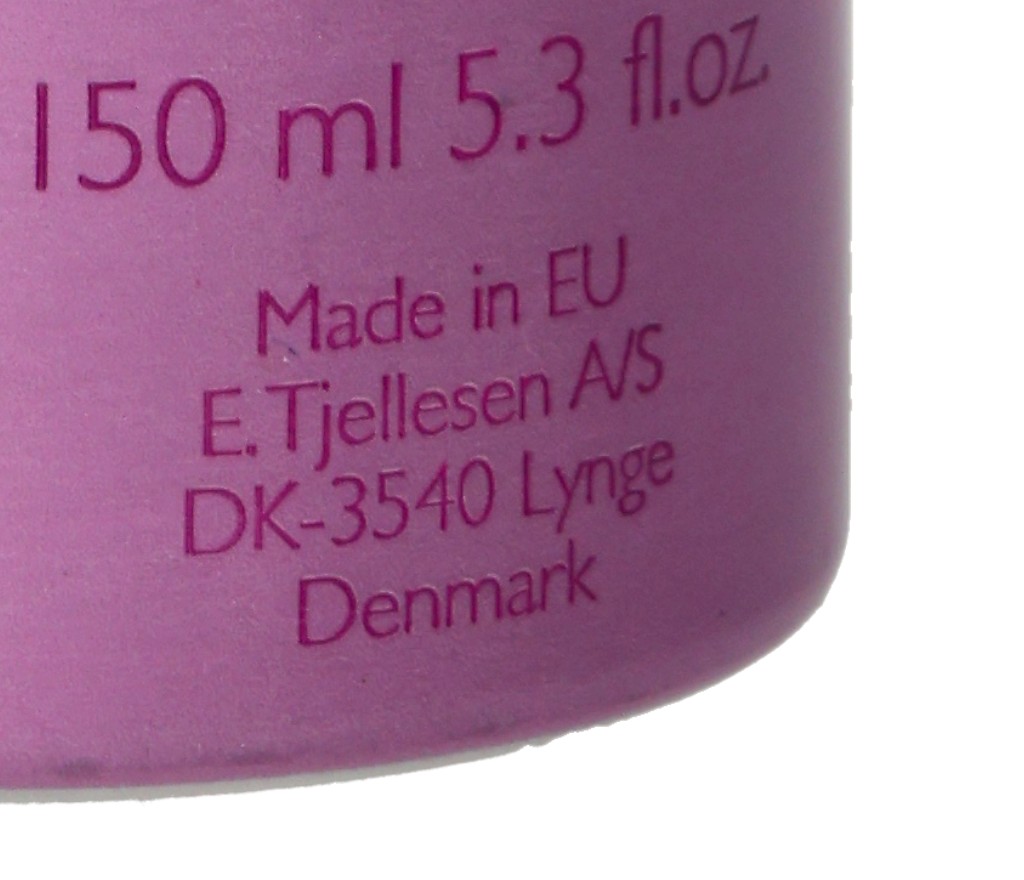 150 ml 5.3 fl.oz.
Made in EU
E.Tjellesen A/S
DK-3540 Lynge
Denmark